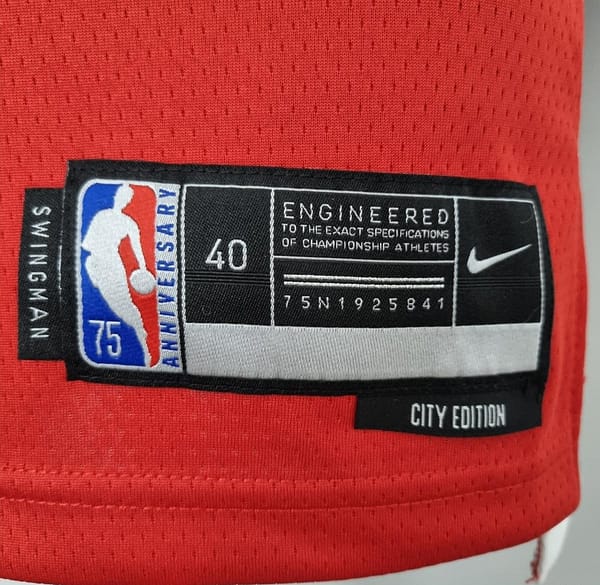 SWINGMAN
75
ANNIVERSARY
40
ENGINEERED
TO THE EXACT SPECIFICATIONS
OF CHAMPIONSHIP ATHLETES
75N1925841
CITY EDITION